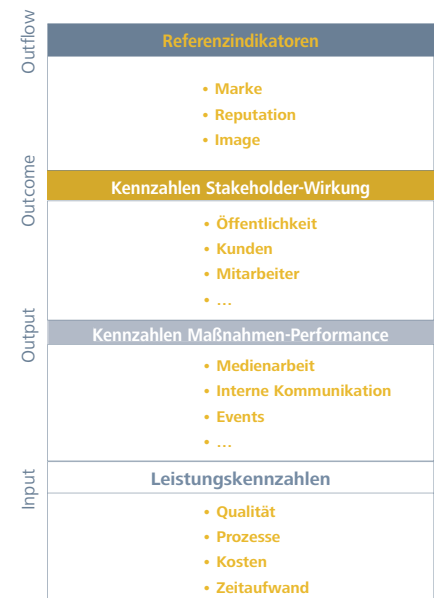 Outflow
Referenzindikatoren
• Marke
• Reputation
• Image
Outcome
Kennzahlen Stakeholder-Wirkung
• Öffentlichkeit
• Kunden
• Mitarbeiter
• ...
Output
Kennzahlen Maßnahmen-Performance
• Medienarbeit
• Interne Kommunikation
• Events
• ...
Input
Leistungskennzahlen
• Qualität
• Prozesse
• Kosten
• Zeitaufwand